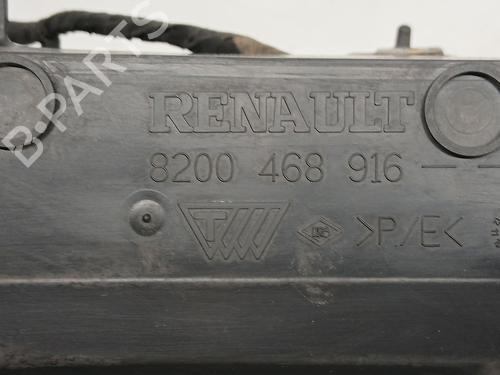 RENAULT
8200 468 916 --
>P./E<
B-PARTS